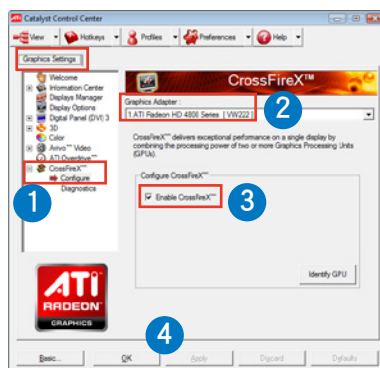 Catalyst Control Center
View Hotkeys Profiles Preferences Help
Graphics Settings
Welcome
Information Center
Displays Manager
Display Options
Digital Panel (DVI) 3
3D
Color
Avivo™ Video
ATI Overdrive™
CrossFireX™
Configure
Diagnostics
1
CrossFireX™
Graphics Adapter :
1.ATI Radeon HD 4800 Series [ VW222 ]
2
CrossFireX™ delivers exceptional performance on a single display by
combining the processing power of two or more Graphics Processing Units
(GPUs).
Configure CrossFireX™
Enable CrossFireX™
3
Identify GPU
ATI
RADEON
GRAPHICS
4
Basic... OK Apply Discard Defaults